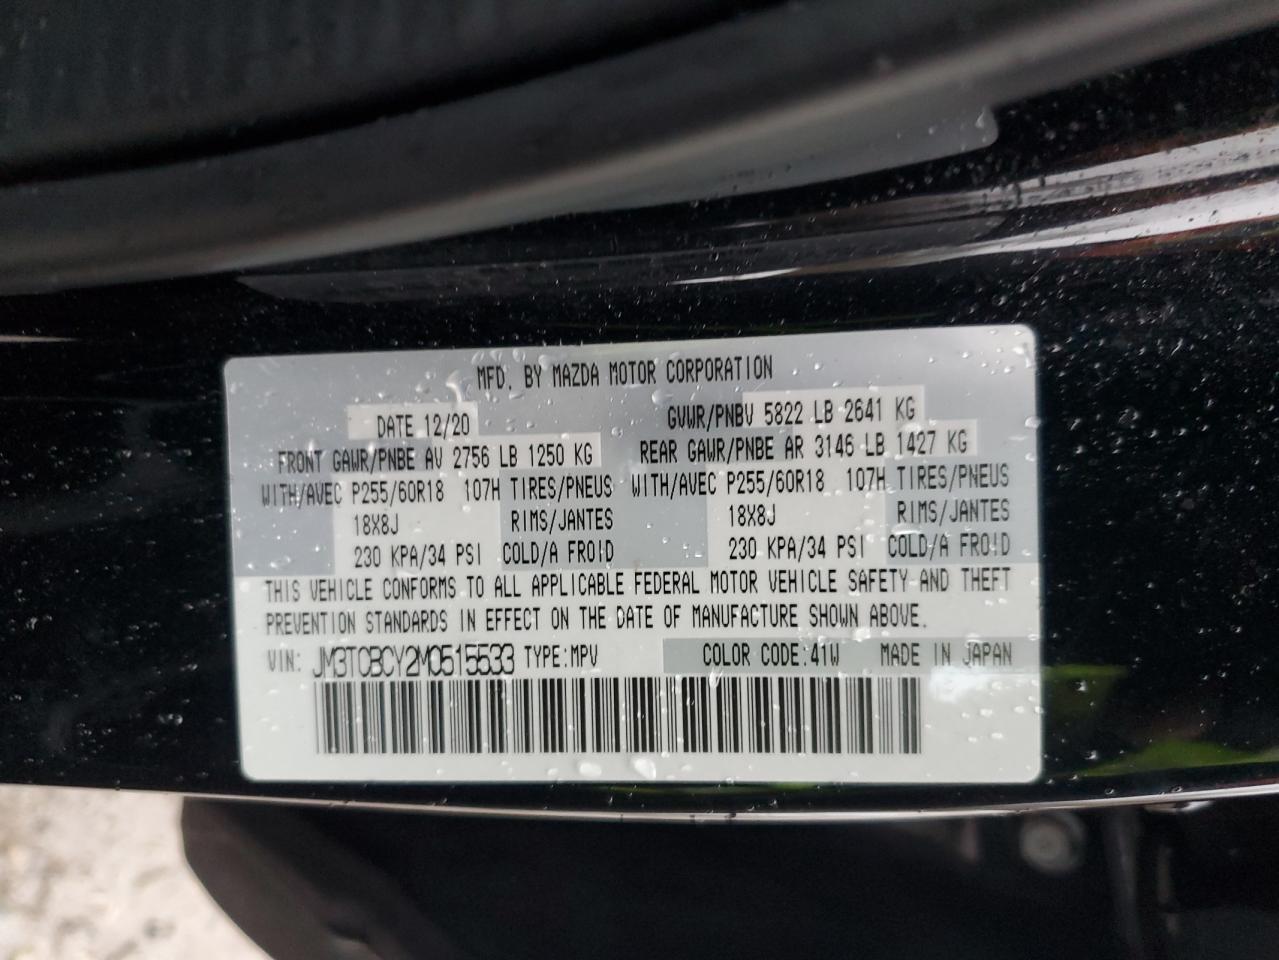 MFD. BY MAZDA MOTOR CORPORATION
DATE 12/20 GVWR/PNBV 5822 LB 2641 KG
FRONT GAWR/PNBE AV 2756 LB 1250 KG REAR GAWR/PNBE AR 3146 LB 1427 KG
WITH/AVEC P255/60R18 107H TIRES/PNEUS WITH/AVEC P255/60R18 107H TIRES/PNEUS
18X8J RIMS/JANTES 18X8J RIMS/JANTES
230 KPA/34 PSI COLD/A FROID 230 KPA/34 PSI COLD/A FROID
THIS VEHICLE CONFORMS TO ALL APPLICABLE FEDERAL MOTOR VEHICLE SAFETY AND THEFT
PREVENTION STANDARDS IN EFFECT ON THE DATE OF MANUFACTURE SHOWN ABOVE.
VIN: JM3TCBCY2M0515533 TYPE:MPV COLOR CODE:41W MADE IN JAPAN